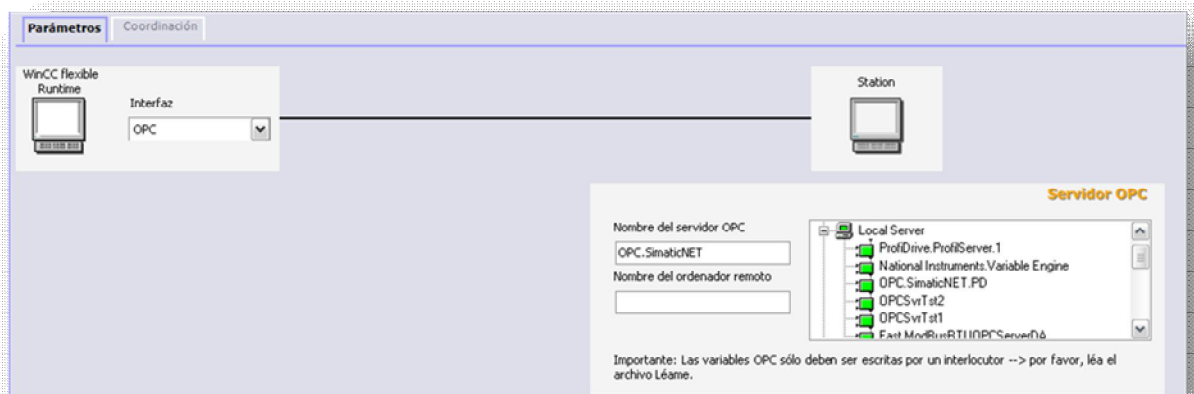 Parámetros Coordinación
WinCC flexible
Runtime
Interfaz
OPC
Station
Servidor OPC
Nombre del servidor OPC
OPC.SimaticNET
Nombre del ordenador remoto
Local Server
ProfiDrive.ProfilServer.1
National Instruments.Variable Engine
OPC.SimaticNET.PD
OPCSvrTst2
OPCSvrTst1
East.ModBusRTUOPCServerDA
Importante: Las variables OPC sólo deben ser escritas por un interlocutor --> por favor, léa el
archivo Léame.